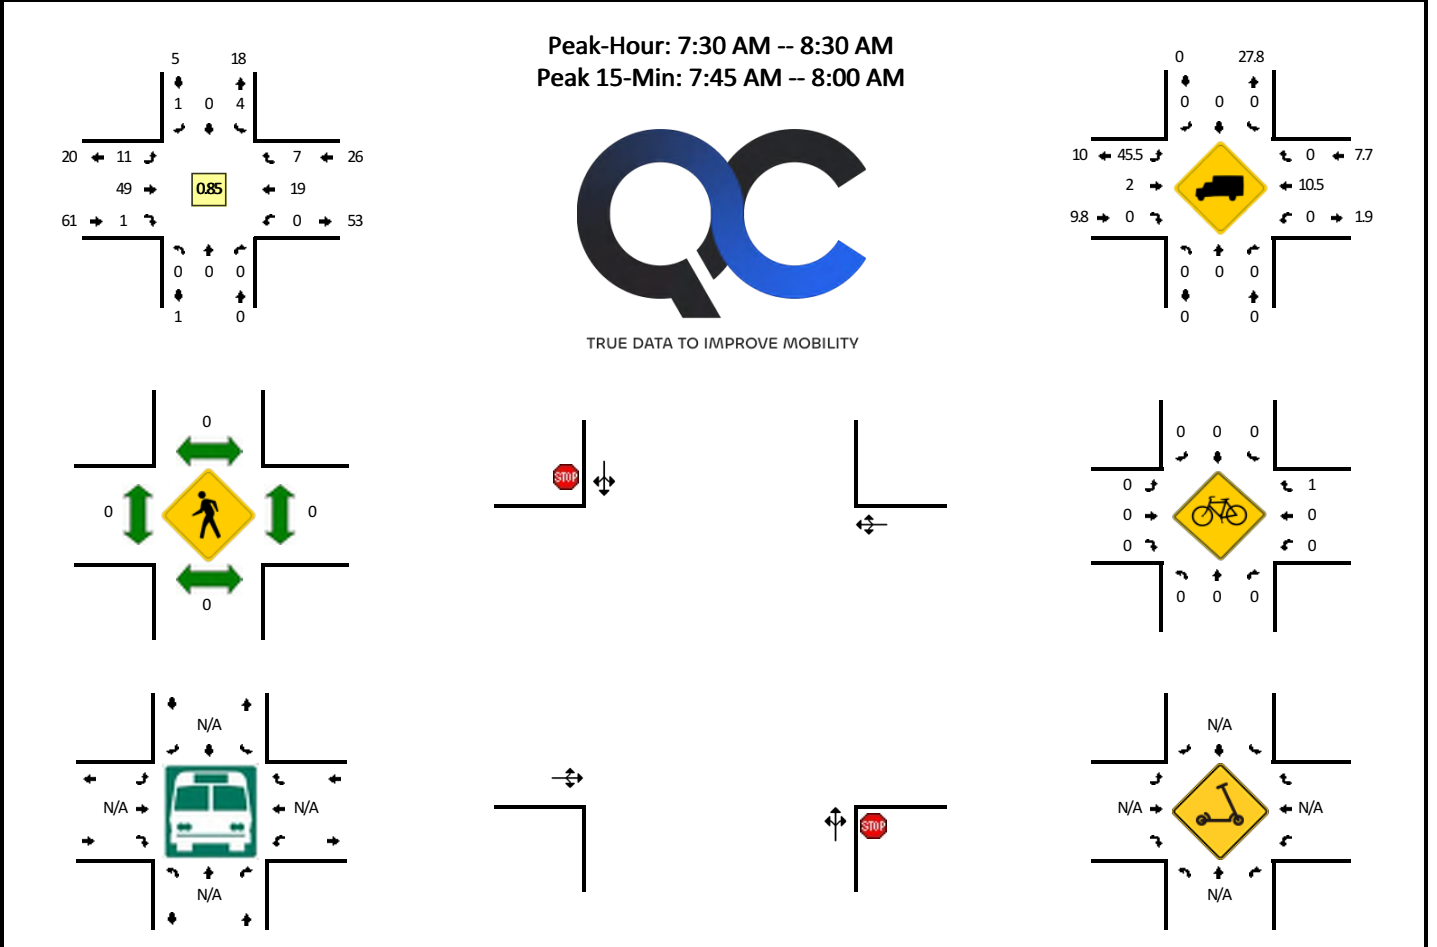 Peak-Hour: 7:30 AM -- 8:30 AM
Peak 15-Min: 7:45 AM -- 8:00 AM
5 18
1 0 4
20 11 7 26
49 0.85 19
61 1 0 53
0 0 0
1 0
TRUE DATA TO IMPROVE MOBILITY
0 27.8
0 0 0
10 45.5 0 7.7
2 10.5
9.8 0 0 1.9
0 0 0
0 0
0
0 0
0
STOP
STOP
0 0 0
0 1
0 0
0 0
0 0 0
N/A
N/A N/A
N/A
N/A
N/A N/A
N/A